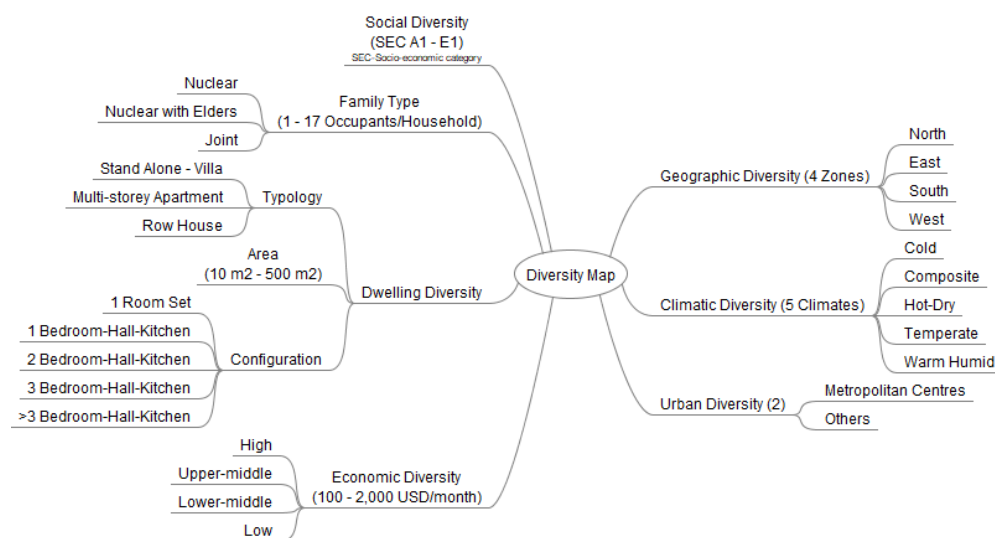 Social Diversity
(SEC A1 - E1)
SEC-Socio-economic category
Family Type
(1 - 17 Occupants/Household)
Nuclear
Nuclear with Elders
Joint
Dwelling Diversity
Typology
Stand Alone - Villa
Multi-storey Apartment
Row House
Area
(10 m2 - 500 m2)
Configuration
1 Room Set
1 Bedroom-Hall-Kitchen
2 Bedroom-Hall-Kitchen
3 Bedroom-Hall-Kitchen
>3 Bedroom-Hall-Kitchen
Economic Diversity
(100 - 2,000 USD/month)
High
Upper-middle
Lower-middle
Low
Diversity Map
Geographic Diversity (4 Zones)
North
East
South
West
Climatic Diversity (5 Climates)
Cold
Composite
Hot-Dry
Temperate
Warm Humid
Urban Diversity (2)
Metropolitan Centres
Others